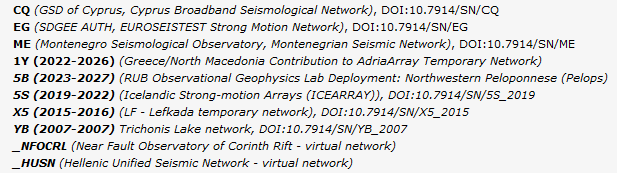 CQ (GSD of Cyprus, Cyprus Broadband Seismological Network), DOI:10.7914/SN/CQ
EG (SDGEE AUTH, EUROSEISTEST Strong Motion Network), DOI:10.7914/SN/EG
ME (Montenegro Seismological Observatory, Montenegrian Seismic Network), DOI:10.7914/SN/ME
1Y (2022-2026) (Greece/North Macedonia Contribution to AdriaArray Temporary Network)
5B (2023-2027) (RUB Observational Geophysics Lab Deployment: Northwestern Peloponnese (Pelops)
5S (2019-2022) (Icelandic Strong-motion Arrays (ICEARRAY)), DOI:10.7914/SN/5S_2019
X5 (2015-2016) (LF - Lefkada temporary network), DOI:10.7914/SN/X5_2015
YB (2007-2007) Trichonis Lake network, DOI:10.7914/SN/YB_2007
_NFOCRL (Near Fault Observatory of Corinth Rift - virtual network)
_HUSN (Hellenic Unified Seismic Network - virtual network)